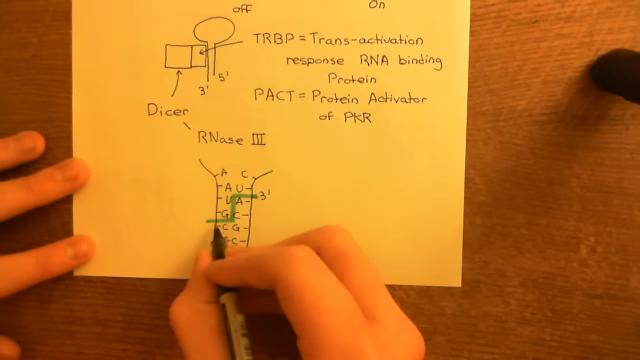 off
On
TRBP = Trans-activation
response RNA binding
Protein
5'
3'
PACT = Protein Activator
of PKR
Dicer
RNase III
A C
A U
U A 3'
G C
C G
C